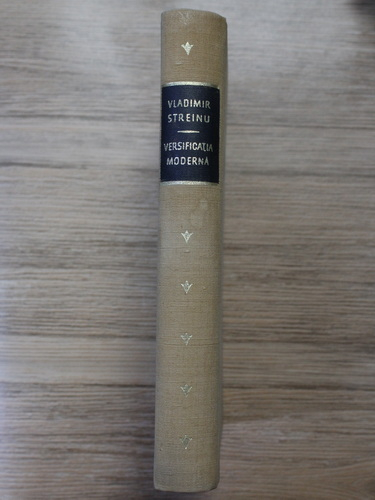 VLADIMIR
STREINU
VERSIFICAȚIA
MODERNĂ